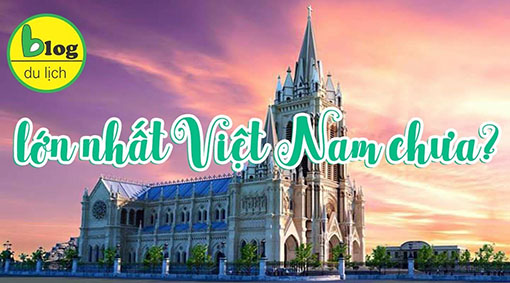 blog
du lịch
lớn nhất Việt Nam chưa?